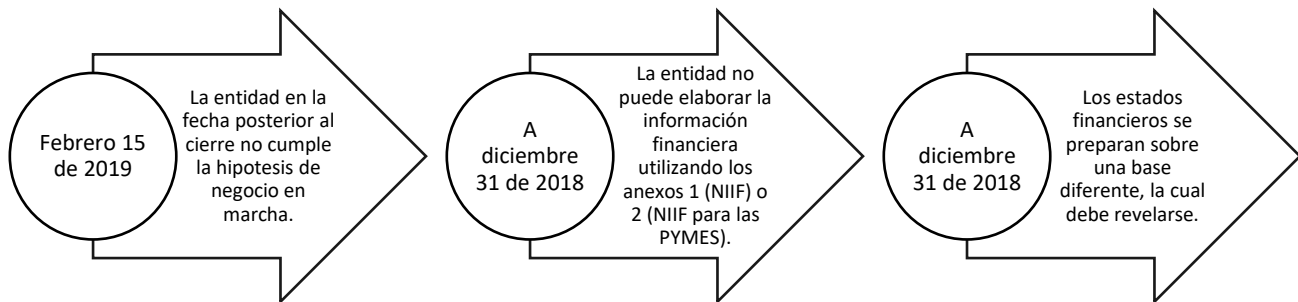 Febrero 15
de 2019
La entidad en la
fecha posterior al
cierre no cumple
la hipotesis de
negocio en
marcha.
A
diciembre
31 de 2018
La entidad no
puede elaborar la
información
financiera
utilizando los
anexos 1 (NIIF) o
2 (NIIF para las
PYMES).
A
diciembre
31 de 2018
Los estados
financieros se
preparan sobre
una base
diferente, la cual
debe revelarse.